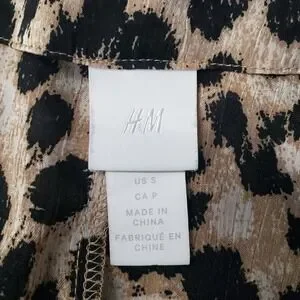 H&M
US S
CA P
MADE IN
CHINA
FABRIQUÉ EN
CHINE